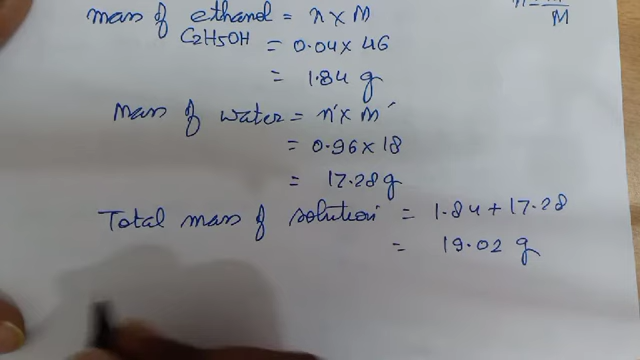 mass of ethanol = n x M
C2H5OH = 0.04 x 46
= 1.84 g
Mass of water = n' x M'
= 0.96 x 18
= 17.28 g
Total mass of solution = 1.84 + 17.28
= 19.02 g
M